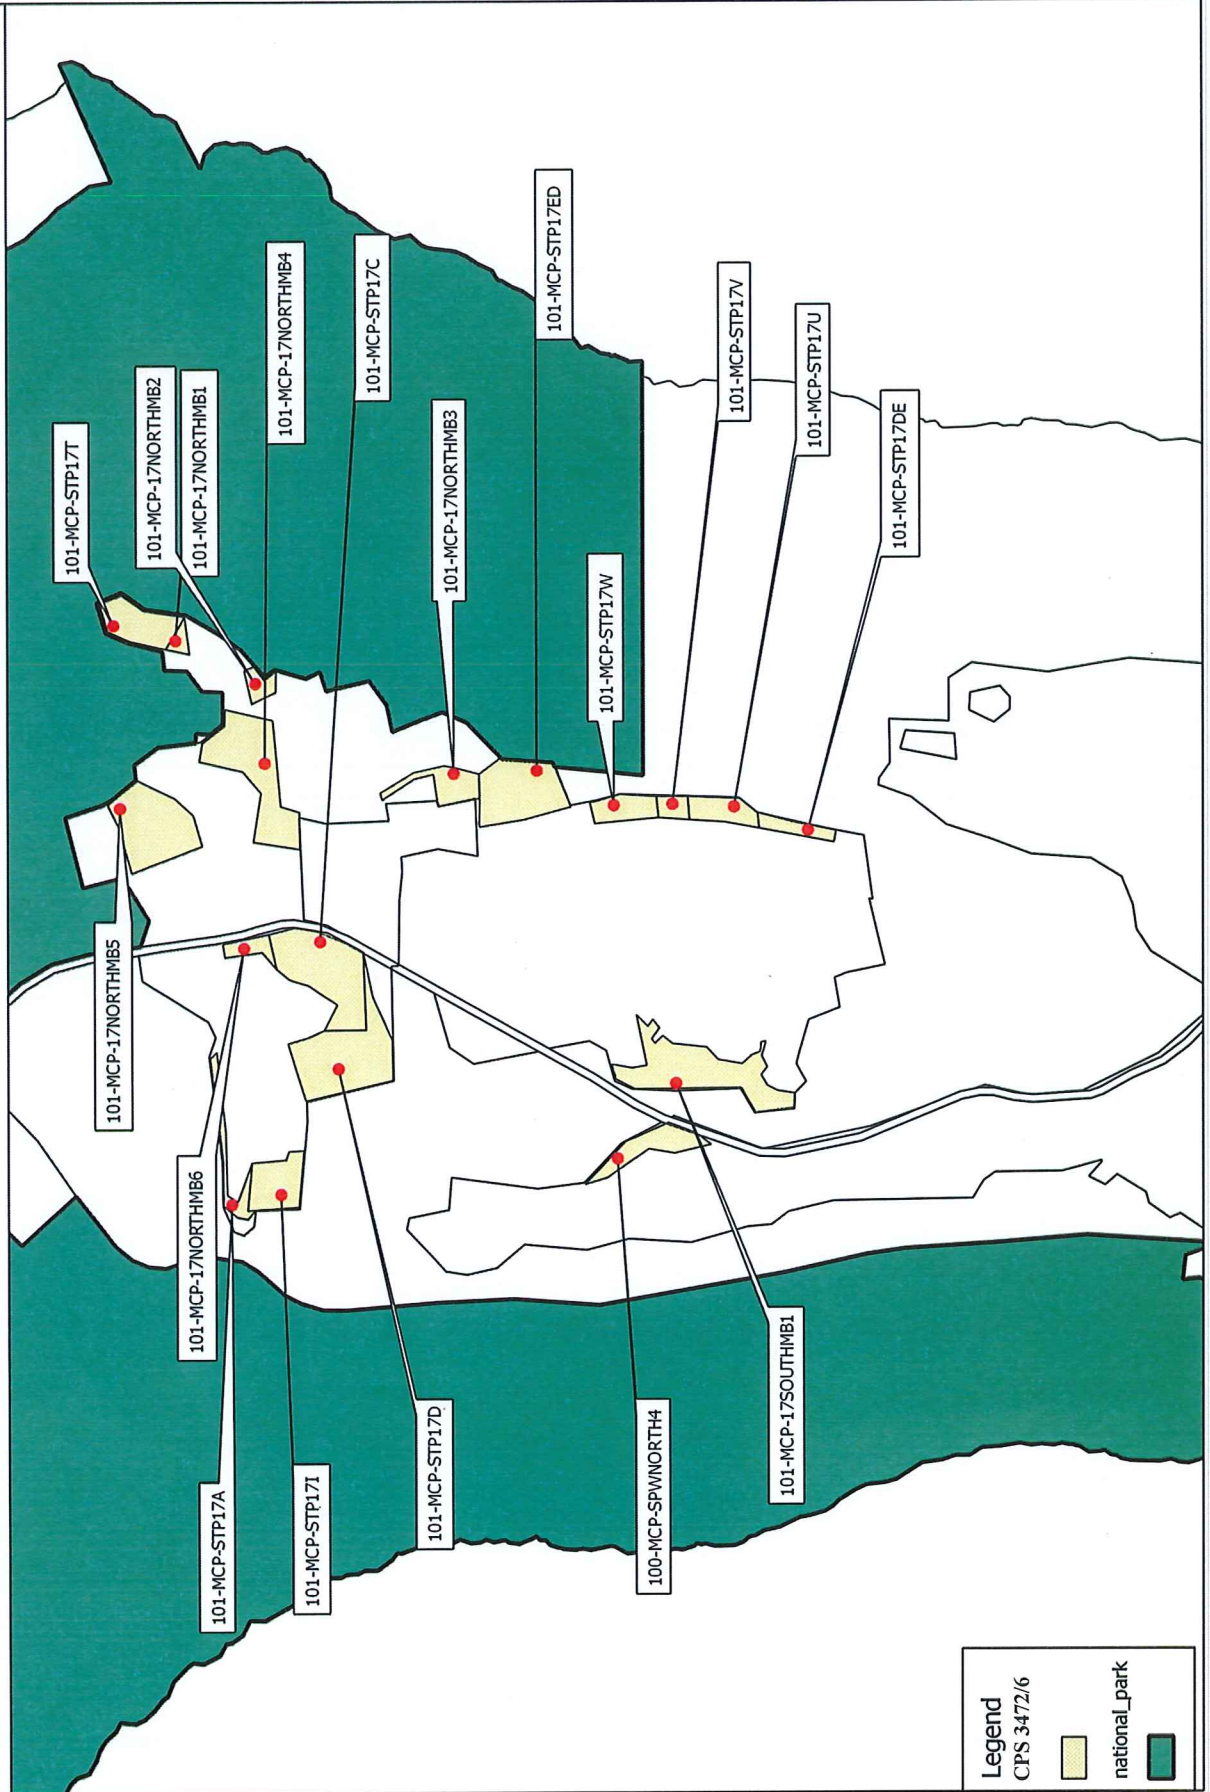 101-MCP-STP17A
101-MCP-STP17I
101-MCP-STP17D
100-MCP-SPWNORTH4
101-MCP-17SOUTHMB1
101-MCP-17NORTHMB6
101-MCP-17NORTHMB5
101-MCP-STP17T
101-MCP-17NORTHMB2
101-MCP-17NORTHMB1
101-MCP-17NORTHMB4
101-MCP-STP17C
101-MCP-17NORTHMB3
101-MCP-STP17ED
101-MCP-STP17W
101-MCP-STP17V
101-MCP-STP17U
101-MCP-STP17DE
Legend
CPS 3472/6
national_park